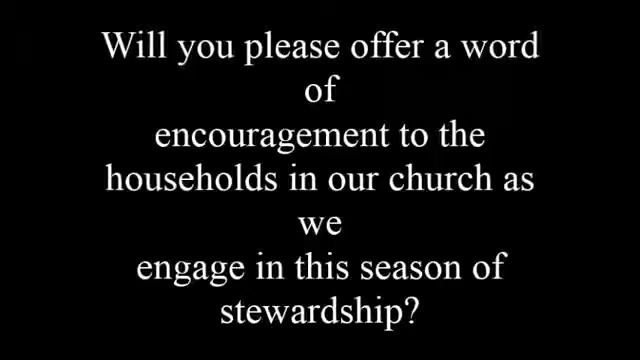 Will you please offer a word
of
encouragement to the
households in our church as
we
engage in this season of
stewardship?